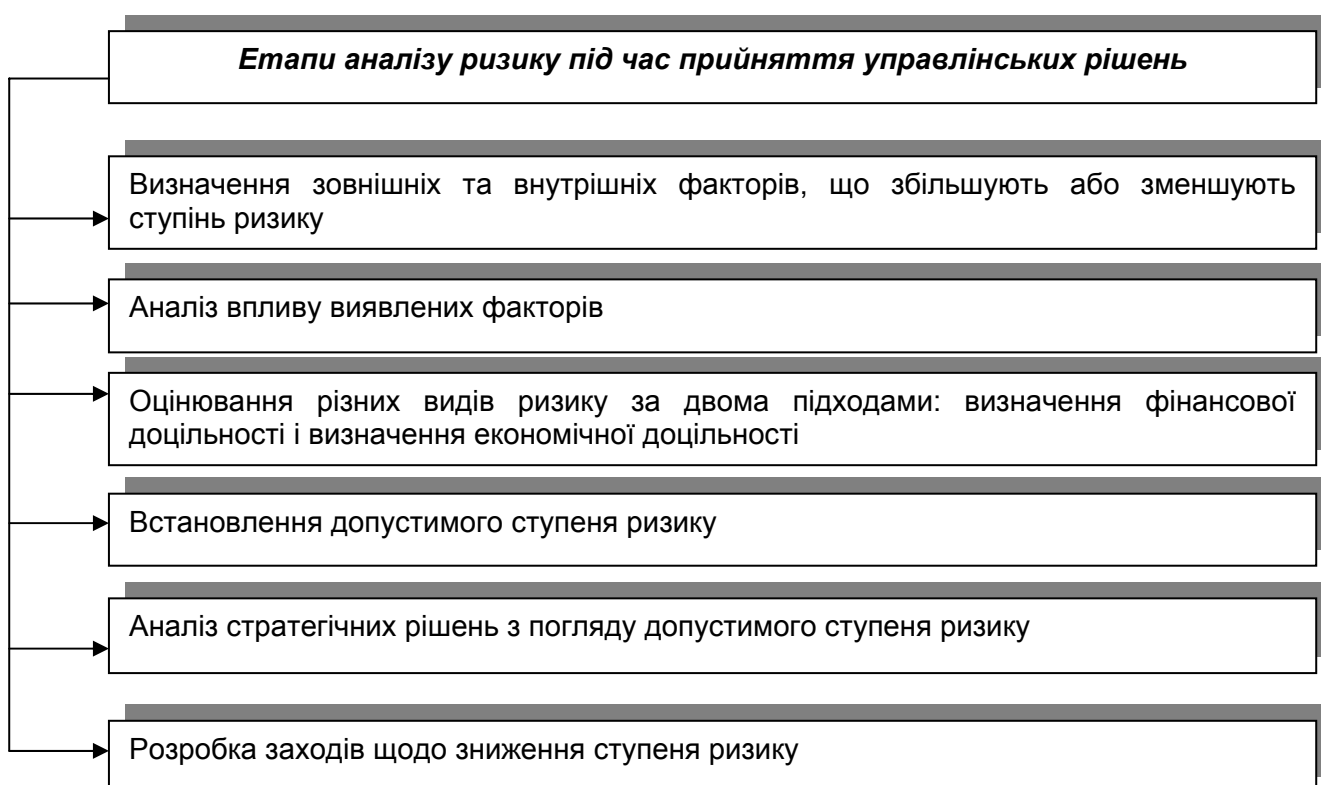 Етапи аналізу ризику під час прийняття управлінських рішень
Визначення зовнішніх та внутрішніх факторів, що збільшують або зменшують
ступінь ризику
Аналіз впливу виявлених факторів
Оцінювання різних видів ризику за двома підходами: визначення фінансової
доцільності і визначення економічної доцільності
Встановлення допустимого ступеня ризику
Аналіз стратегічних рішень з погляду допустимого ступеня ризику
Розробка заходів щодо зниження ступеня ризику